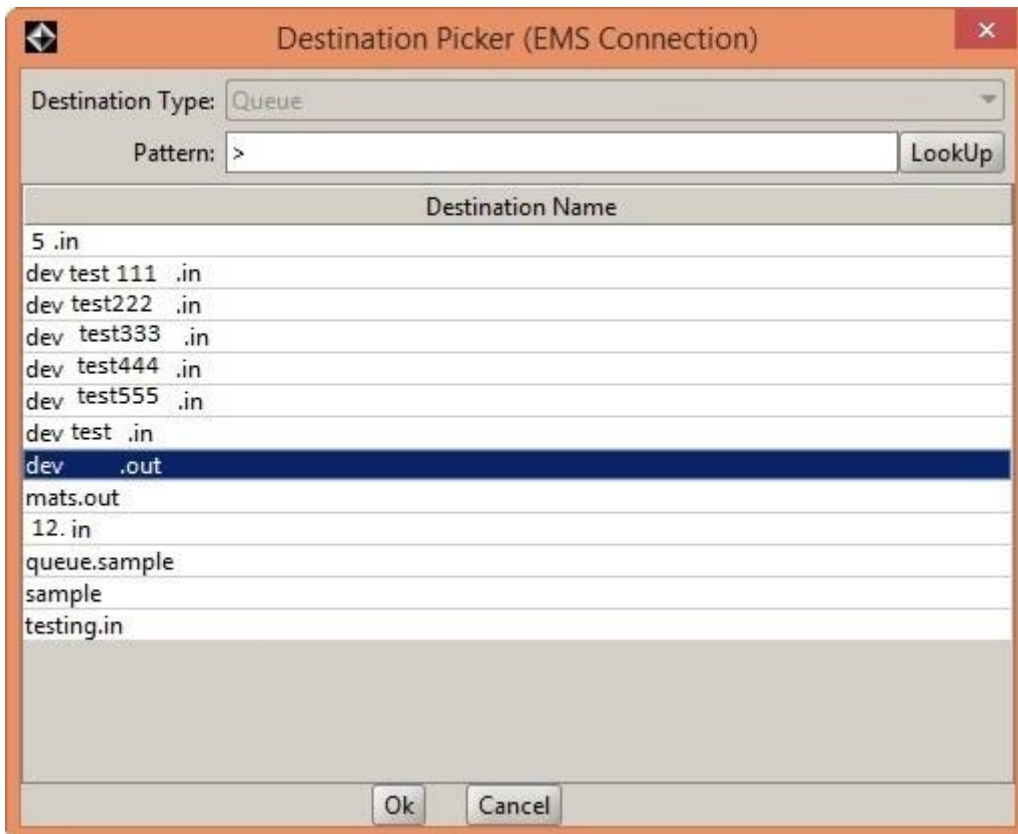 Destination Picker (EMS Connection)
Destination Type: Queue
Pattern: > LookUp
Destination Name
5 .in
dev test 111 .in
dev test222 .in
dev test333 .in
dev test444 .in
dev test555 .in
dev test .in
dev .out
mats.out
12. in
queue.sample
sample
testing.in
Ok Cancel